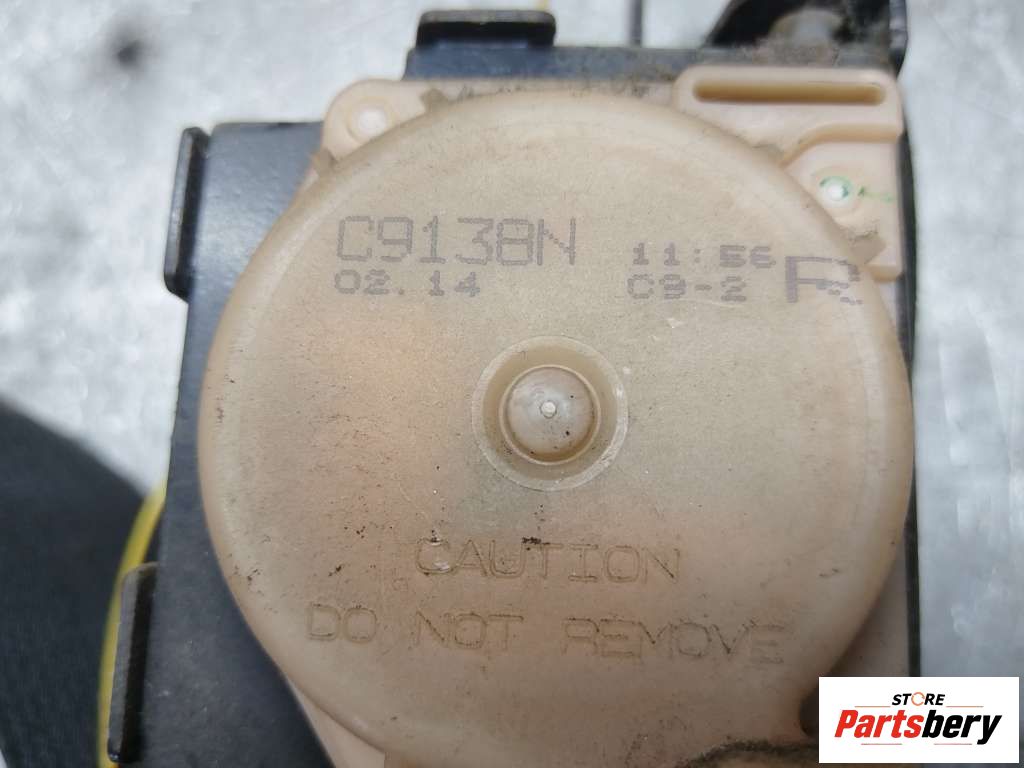 C9138N 11:56
02.14 C9-2 R
CAUTION
DO NOT REMOVE
STORE
Partsbery